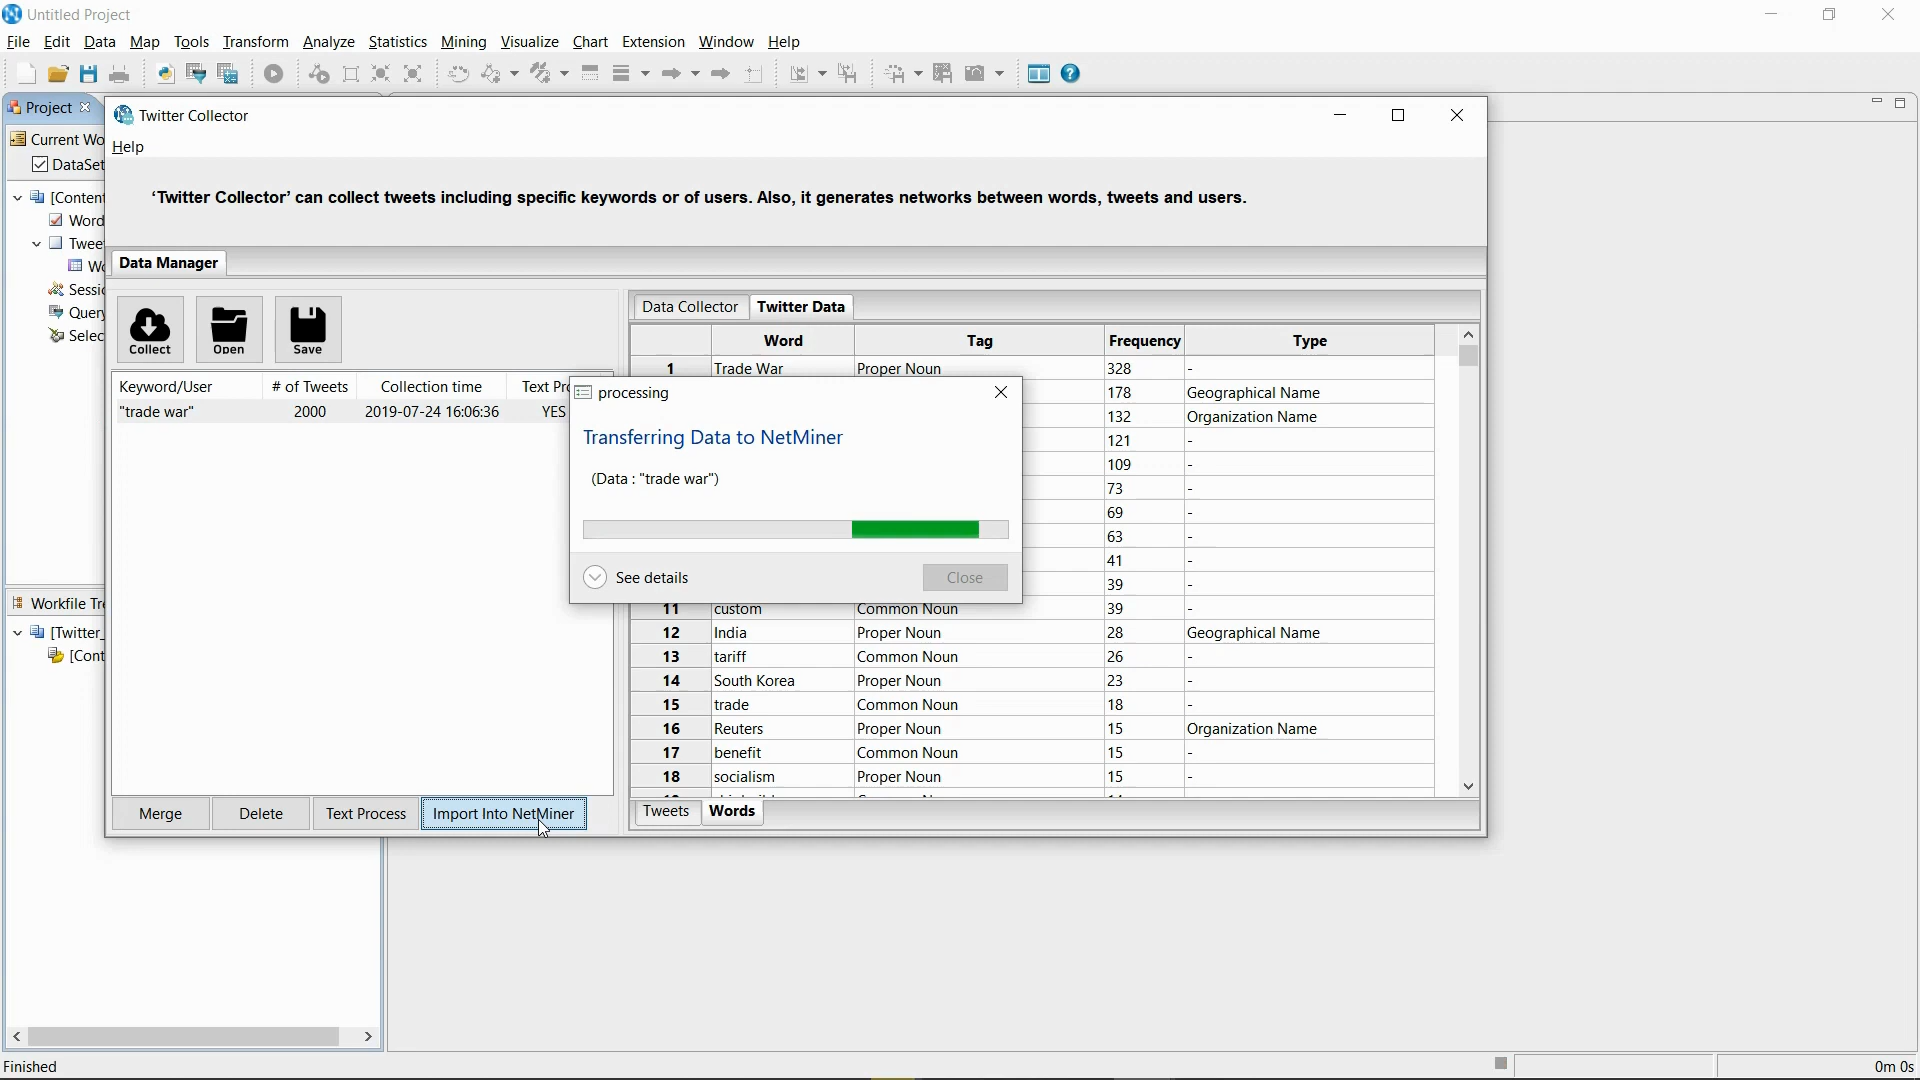 Untitled Project
File Edit Data Map Tools Transform Analyze Statistics Mining Visualize Chart Extension Window Help
Project
Current Wo
DataSet
[Content
Word
Tweet
Wo
Sessio
Query
Selec
Workfile Tre
[Twitter_
[Cont
Twitter Collector
Help
‘Twitter Collector’ can collect tweets including specific keywords or of users. Also, it generates networks between words, tweets and users.
Data Manager
Collect Open Save
Keyword/User # of Tweets Collection time Text Pro
"trade war" 2000 2019-07-24 16:06:36 YES
Merge Delete Text Process Import Into NetMiner
Data Collector Twitter Data
Word Tag Frequency Type
1 Trade War Proper Noun 328 -
178 Geographical Name
132 Organization Name
121 -
109 -
73 -
69 -
63 -
41 -
39 -
11 custom Common Noun 39 -
12 India Proper Noun 28 Geographical Name
13 tariff Common Noun 26 -
14 South Korea Proper Noun 23 -
15 trade Common Noun 18 -
16 Reuters Proper Noun 15 Organization Name
17 benefit Common Noun 15 -
18 socialism Proper Noun 15 -
Tweets Words
processing
Transferring Data to NetMiner
(Data : "trade war")
See details Close
Finished
0m 0s